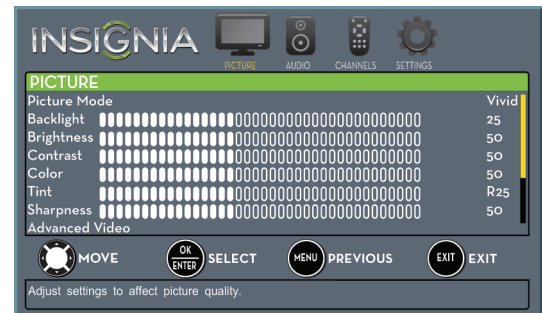 INSIGNIA
PICTURE AUDIO CHANNELS SETTINGS
PICTURE
Picture Mode Vivid
Backlight 25
Brightness 50
Contrast 50
Color 50
Tint R25
Sharpness 50
Advanced Video
MOVE OK ENTER SELECT MENU PREVIOUS EXIT EXIT
Adjust settings to affect picture quality.